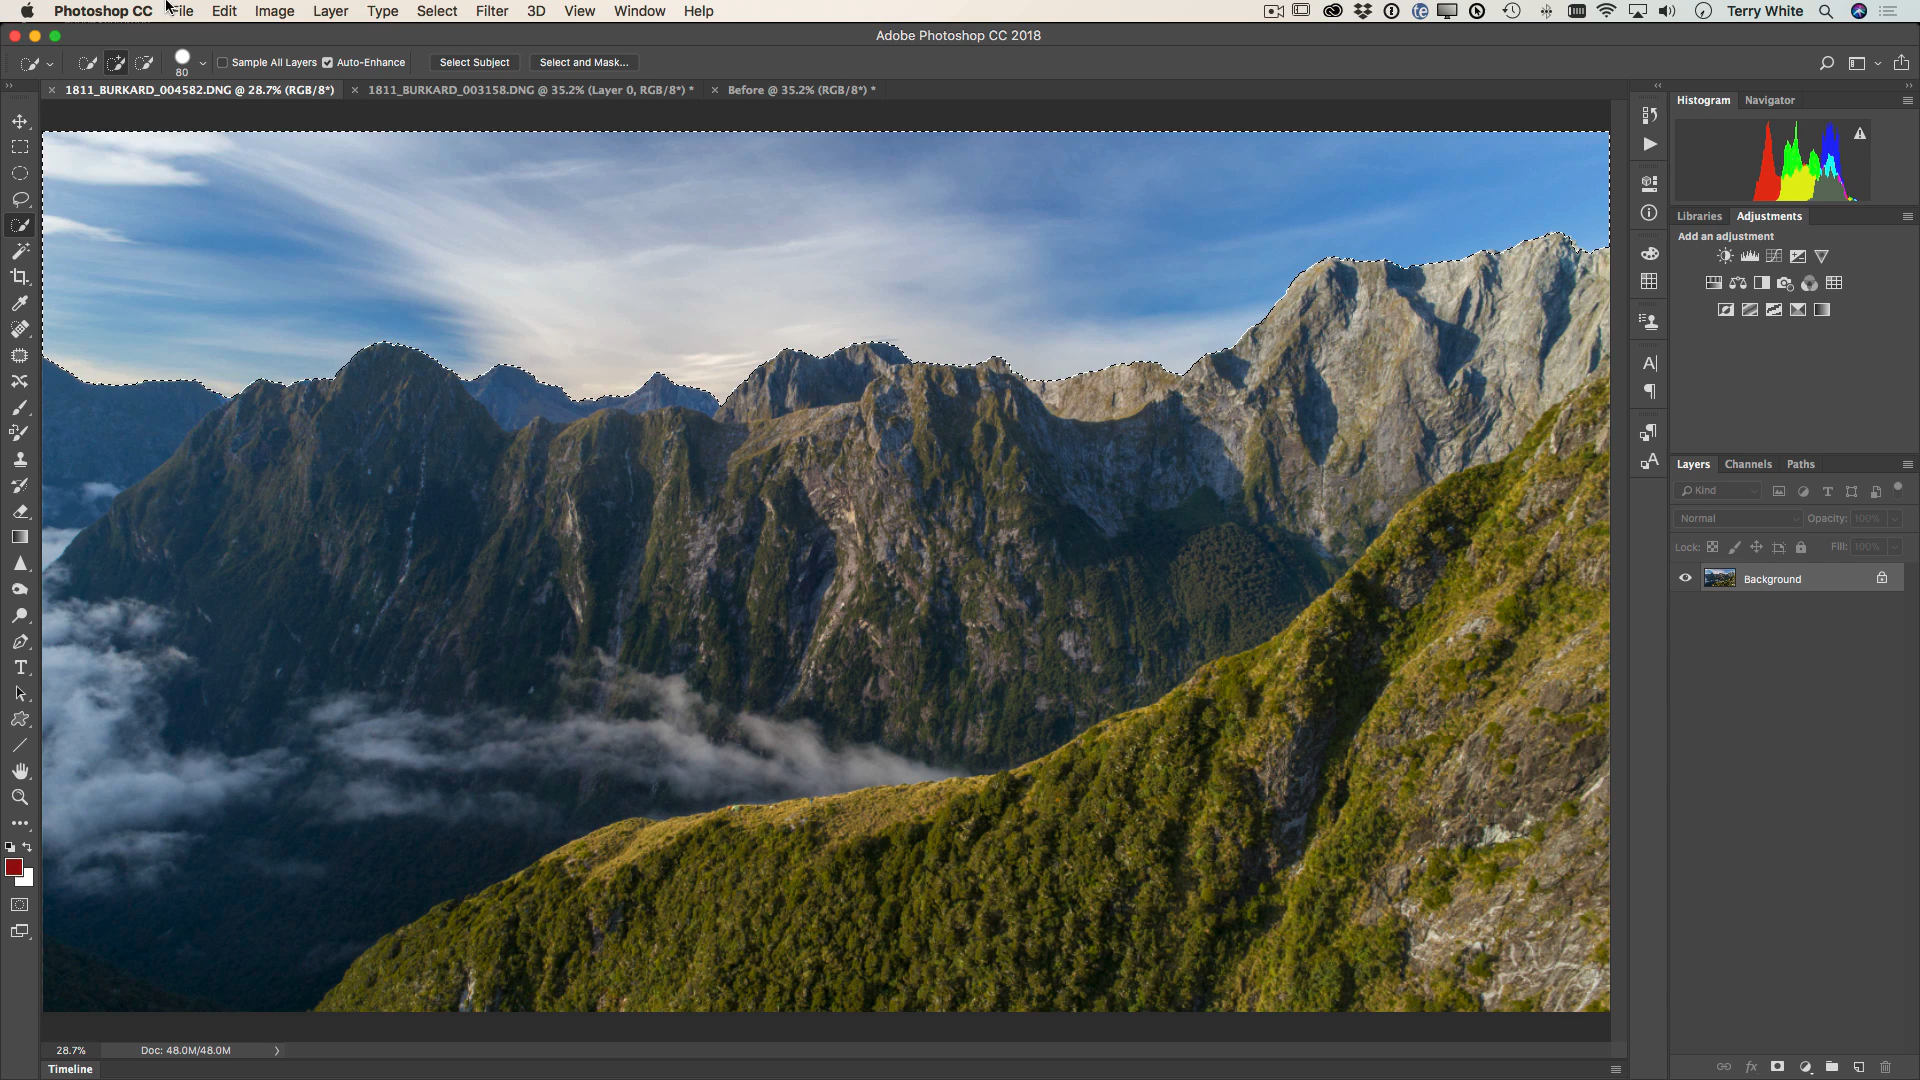 Photoshop CC File Edit Image Layer Type Select Filter 3D View Window Help Terry White
Adobe Photoshop CC 2018
80 Sample All Layers Auto-Enhance Select Subject Select and Mask...
1811_BURKARD_004582.DNG @ 28.7% (RGB/8*) 1811_BURKARD_003158.DNG @ 35.2% (Layer 0, RGB/8*) * Before @ 35.2% (RGB/8*) *
Histogram Navigator
Libraries Adjustments
Add an adjustment
Layers Channels Paths
Kind
Normal Opacity: 100%
Lock: Fill: 100%
Background
28.7% Doc: 48.0M/48.0M
Timeline